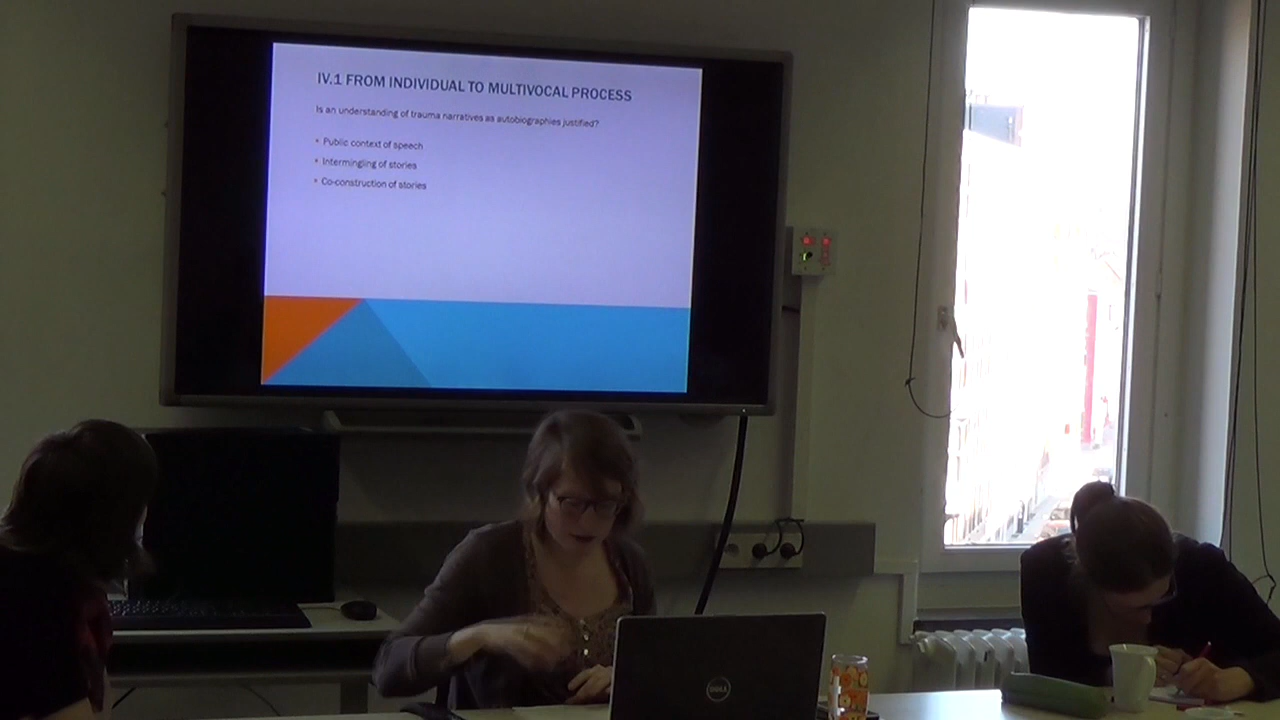 IV.1 FROM INDIVIDUAL TO MULTIVOCAL PROCESS
Is an understanding of trauma narratives as autobiographies justified?
Public context of speech
Intermingling of stories
Co-construction of stories
DELL